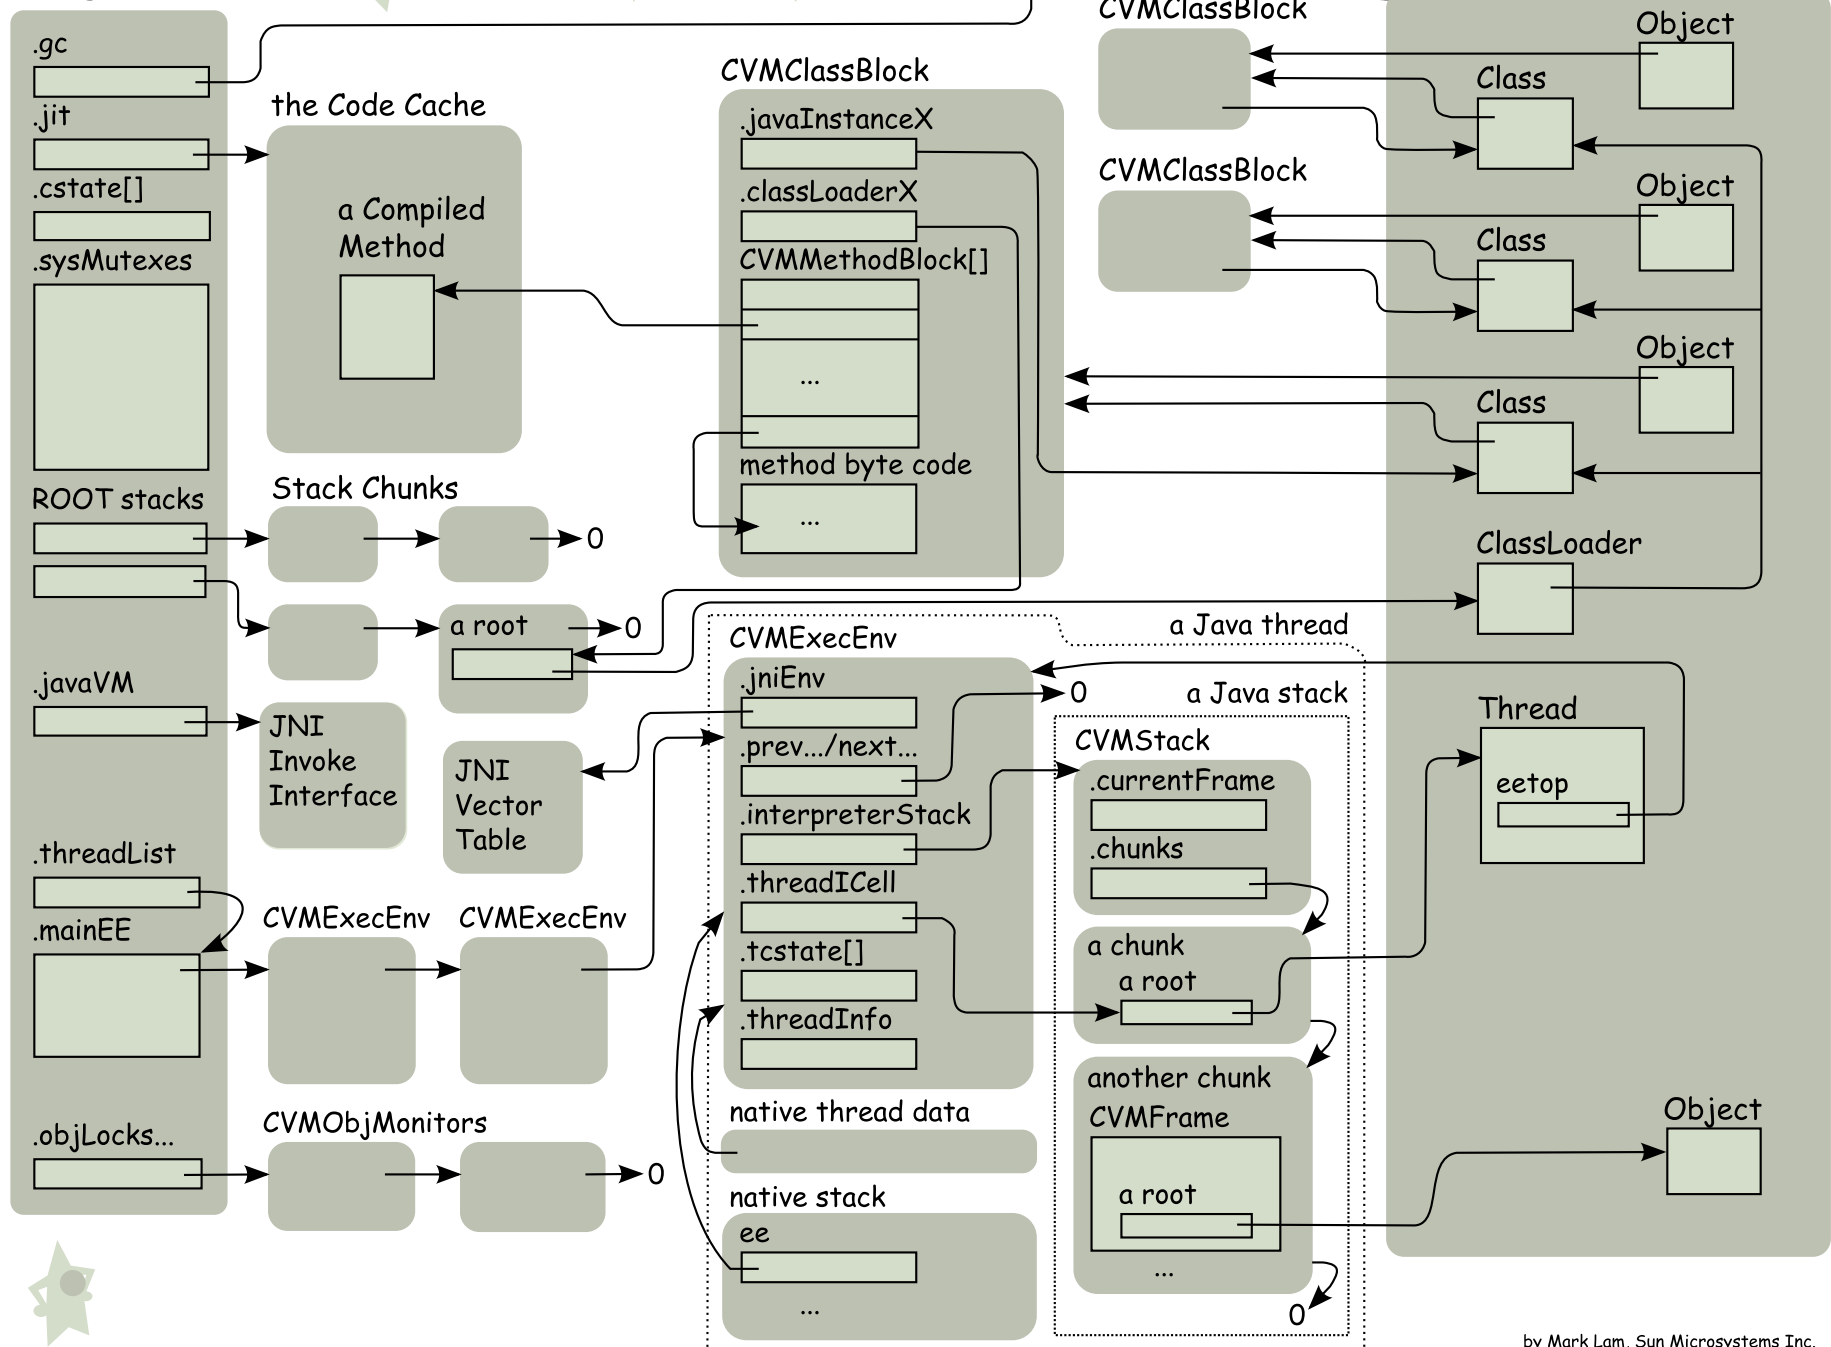 .gc
.jit
.cstate[]
.sysMutexes
ROOT stacks
.javaVM
.threadList
.mainEE
.objLocks...
the Code Cache
a Compiled
Method
Stack Chunks
0
a root
0
JNI
Invoke
Interface
JNI
Vector
Table
CVMExecEnv
CVMExecEnv
CVMObjMonitors
0
CVMClassBlock
.javaInstanceX
.classLoaderX
CVMMethodBlock[]
...
method byte code
...
CVMClassBlock
CVMClassBlock
Object
Class
Object
Class
Object
Class
ClassLoader
a Java thread
CVMExecEnv
.jniEnv
.prev.../next...
.interpreterStack
.threadICell
.tcstate[]
.threadInfo
native thread data
native stack
ee
...
0
a Java stack
CVMStack
.currentFrame
.chunks
a chunk
a root
another chunk
CVMFrame
a root
...
0
Thread
eetop
Object
by Mark Lam, Sun Microsystems Inc.